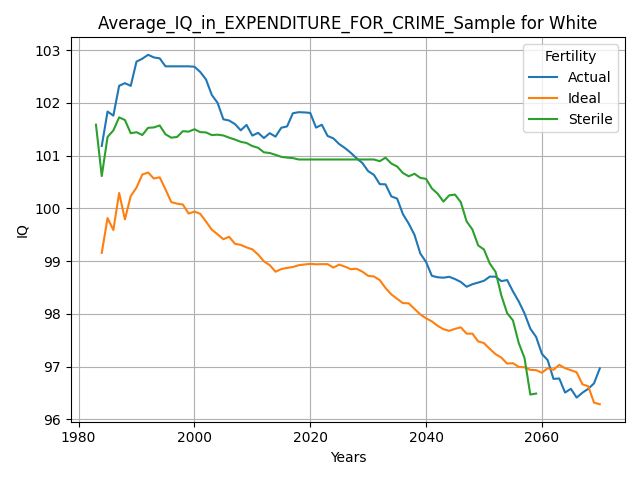 Average_IQ_in_EXPENDITURE_FOR_CRIME_Sample for White
Fertility
Actual
Ideal
Sterile
IQ
103
102
101
100
99
98
97
96
1980
2000
2020
2040
2060
Years